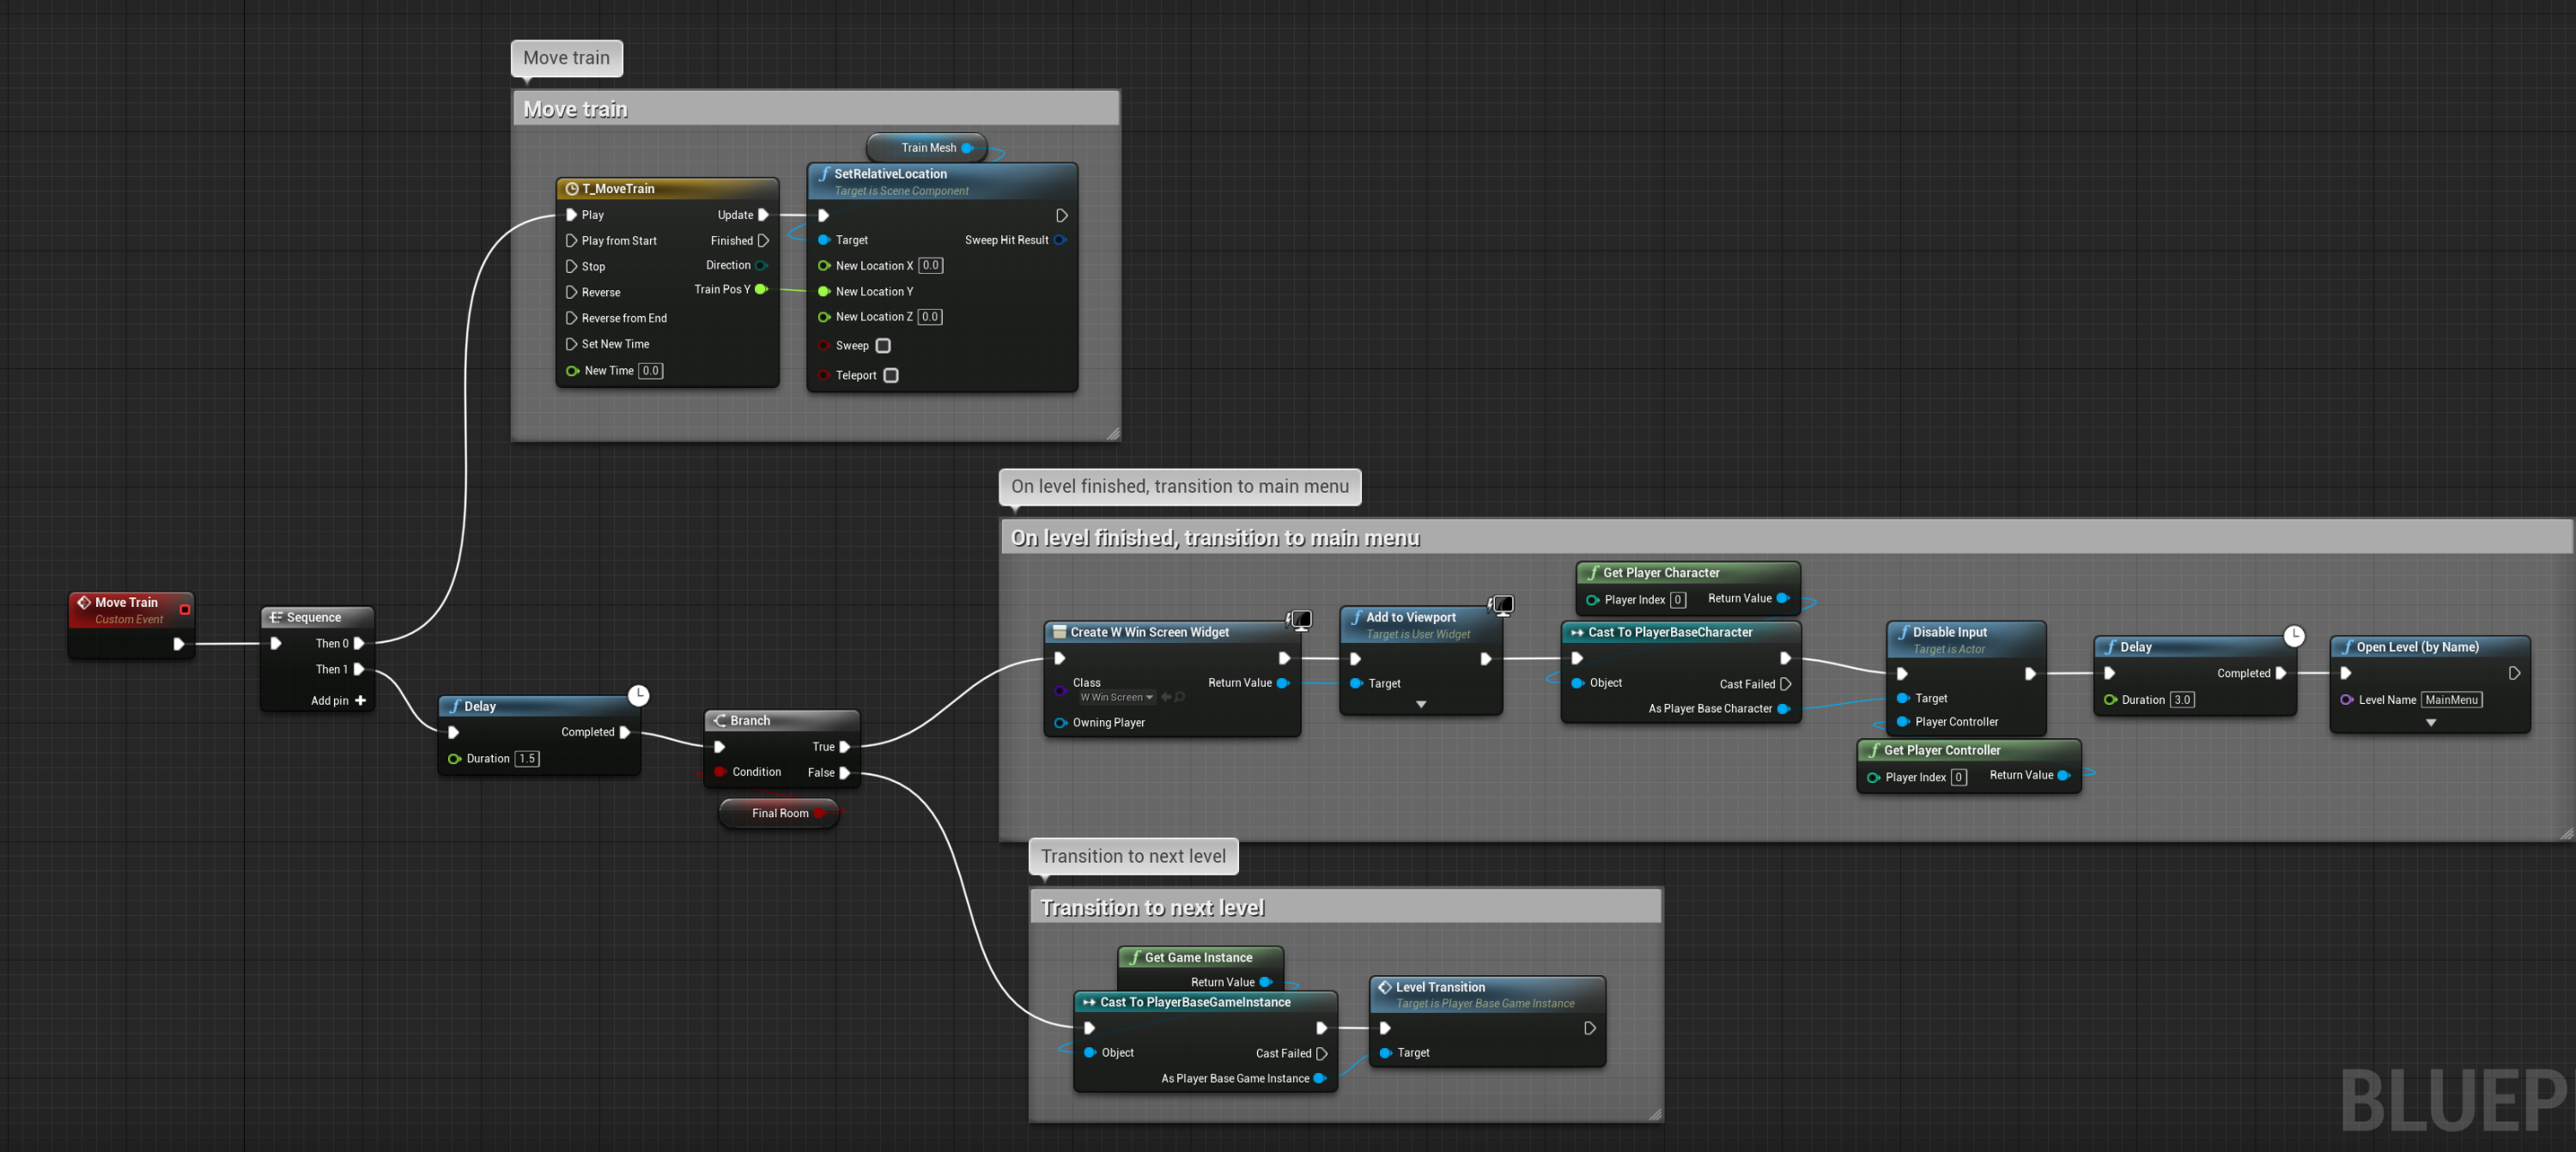 Move train
Move train
Train Mesh
T_MoveTrain
Play
Update
Play from Start
Finished
Stop
Direction
Reverse
Train Pos Y
Reverse from End
Set New Time
New Time 0.0
SetRelativeLocation
Target is Scene Component
Target
Sweep Hit Result
New Location X 0.0
New Location Y
New Location Z 0.0
Sweep
Teleport
On level finished, transition to main menu
On level finished, transition to main menu
Move Train
Custom Event
Sequence
Then 0
Then 1
Add pin
Delay
Completed
Duration 1.5
Branch
True
Condition
False
Final Room
Create W Win Screen Widget
Class
W Win Screen
Return Value
Owning Player
Add to Viewport
Target is User Widget
Target
Get Player Character
Player Index 0
Return Value
Cast To PlayerBaseCharacter
Object
Cast Failed
As Player Base Character
Disable Input
Target is Actor
Target
Player Controller
Get Player Controller
Player Index 0
Return Value
Delay
Completed
Duration 3.0
Open Level (by Name)
Level Name MainMenu
Transition to next level
Transition to next level
Get Game Instance
Return Value
Cast To PlayerBaseGameInstance
Object
Cast Failed
As Player Base Game Instance
Level Transition
Target is Player Base Game Instance
Target
BLUEP